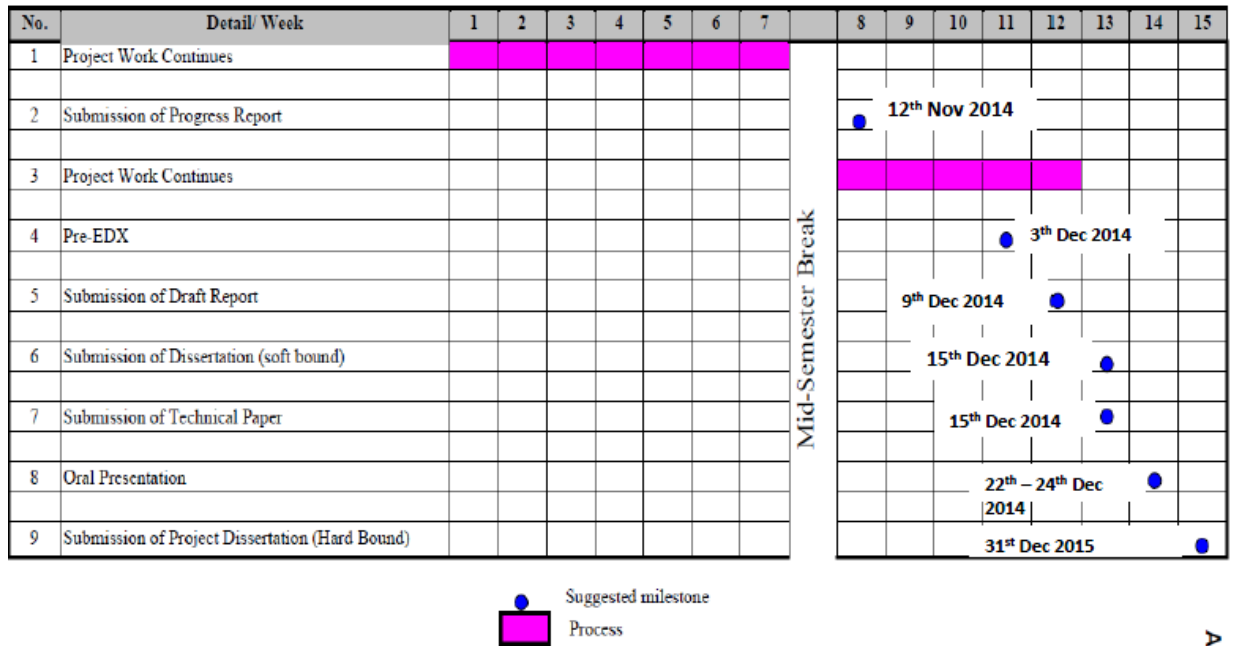 No. Detail/ Week 1 2 3 4 5 6 7 8 9 10 11 12 13 14 15
1 Project Work Continues
2 Submission of Progress Report 12th Nov 2014
3 Project Work Continues
4 Pre-EDX 3th Dec 2014
5 Submission of Draft Report 9th Dec 2014
6 Submission of Dissertation (soft bound) 15th Dec 2014
7 Submission of Technical Paper 15th Dec 2014
8 Oral Presentation 22th – 24th Dec
2014
9 Submission of Project Dissertation (Hard Bound) 31st Dec 2015
Mid-Semester Break
Suggested milestone
Process
A